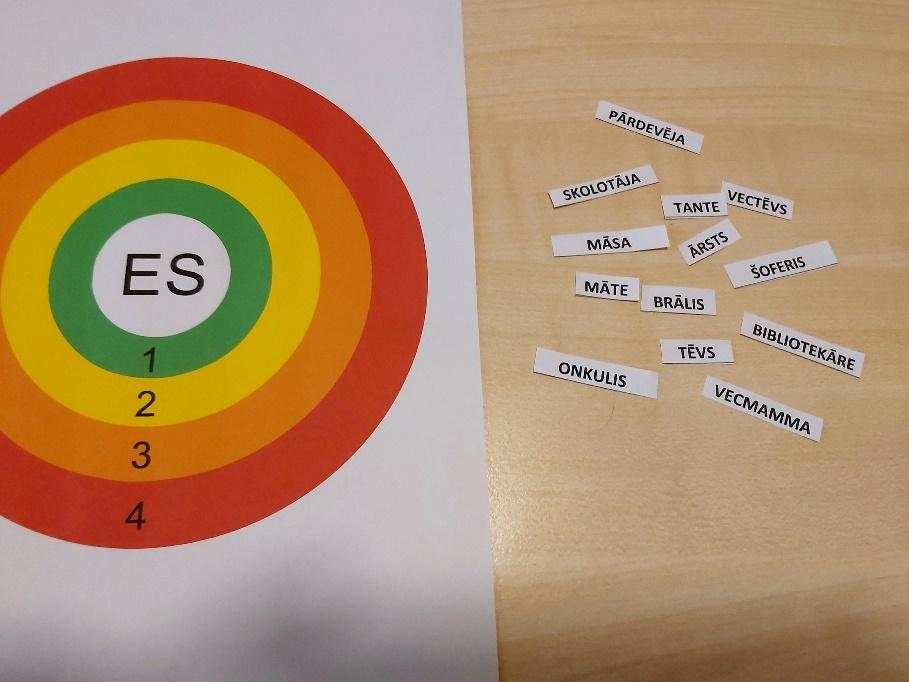 ES
1
2
3
4
PĀRDEVĒJA
SKOLOTĀJA
TANTE
VECTĒVS
MĀSA
ĀRSTS
ŠOFERIS
MĀTE
BRĀLIS
BIBLIOTEKĀRE
TĒVS
ONKULIS
VECMAMMA